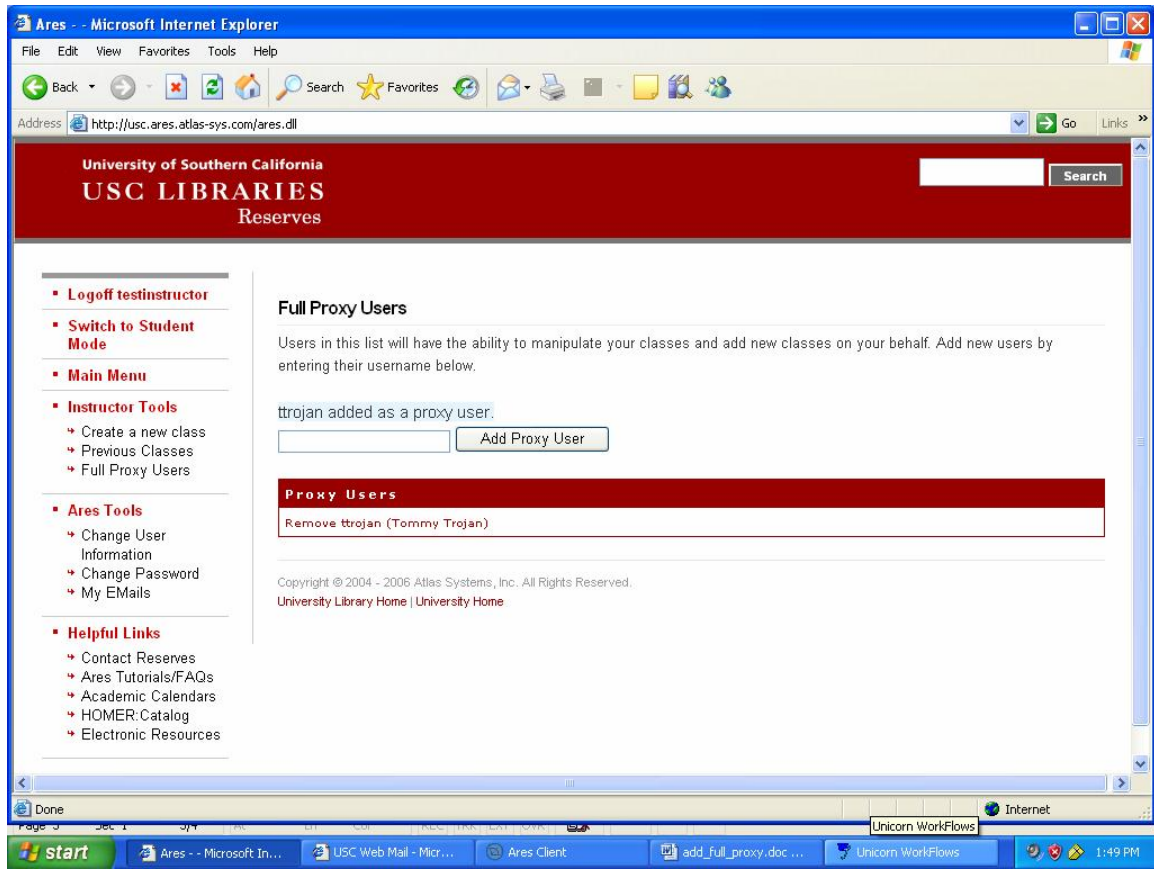 Ares - - Microsoft Internet Explorer
File Edit View Favorites Tools Help
Back Search Favorites
Address http://usc.ares.atlas-sys.com/ares.dll Go Links »
University of Southern California
USC LIBRARIES
Reserves
Search
Logoff testinstructor
Switch to Student
Mode
Main Menu
Instructor Tools
Create a new class
Previous Classes
Full Proxy Users
Ares Tools
Change User
Information
Change Password
My EMails
Helpful Links
Contact Reserves
Ares Tutorials/FAQs
Academic Calendars
HOMER:Catalog
Electronic Resources
Full Proxy Users
Users in this list will have the ability to manipulate your classes and add new classes on your behalf. Add new users by
entering their username below.
ttrojan added as a proxy user.
Add Proxy User
Proxy Users
Remove ttrojan (Tommy Trojan)
Copyright © 2004 - 2006 Atlas Systems, Inc. All Rights Reserved.
University Library Home | University Home
Done Internet
Unicorn WorkFlows
start Ares - - Microsoft In... USC Web Mail - Micr... Ares Client add_full_proxy.doc ... Unicorn WorkFlows 1:49 PM